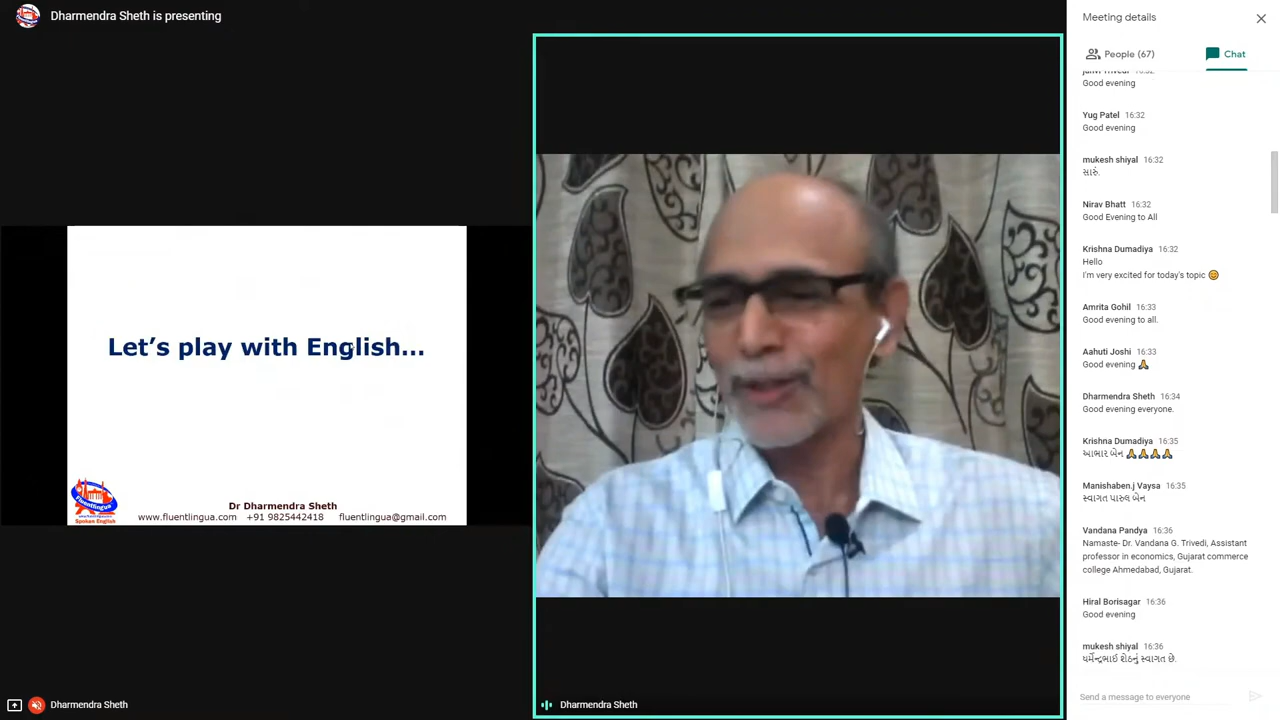 Dharmendra Sheth is presenting
Let's play with English...
Fluentlingua
Spoken English
Dr Dharmendra Sheth
www.fluentlingua.com +91 9825442418 fluentlingua@gmail.com
Dharmendra Sheth
Dharmendra Sheth
Meeting details
People (67)
Chat
Good evening
Yug Patel 16:32
Good evening
mukesh shiyal 16:32
સારું.
Nirav Bhatt 16:32
Good Evening to All
Krishna Dumadiya 16:32
Hello
I'm very excited for today's topic 😊
Amrita Gohil 16:33
Good evening to all.
Aahuti Joshi 16:33
Good evening 🙏
Dharmendra Sheth 16:34
Good evening everyone.
Krishna Dumadiya 16:35
આભાર બેન 🙏🙏🙏🙏
Manishaben.j Vaysa 16:35
સ્વાગત પારુલ બેન
Vandana Pandya 16:36
Namaste- Dr. Vandana G. Trivedi, Assistant
professor in economics, Gujarat commerce
college Ahmedabad, Gujarat.
Hiral Borisagar 16:36
Good evening
mukesh shiyal 16:36
ધર્મેન્દ્રભાઈ શેઠનું સ્વાગત છે.
Send a message to everyone